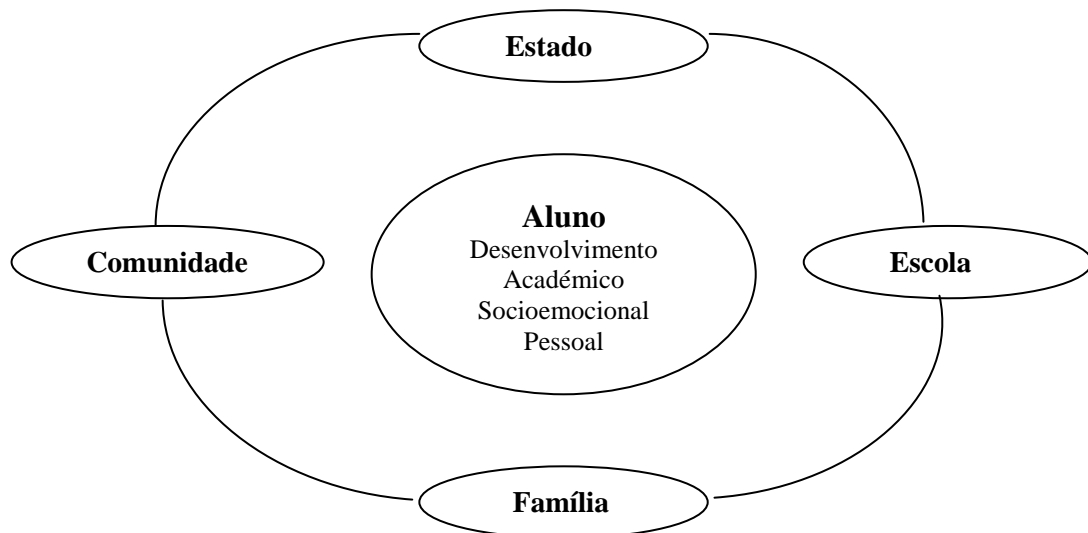 Estado
Aluno
Desenvolvimento
Académico
Socioemocional
Pessoal
Comunidade
Escola
Família